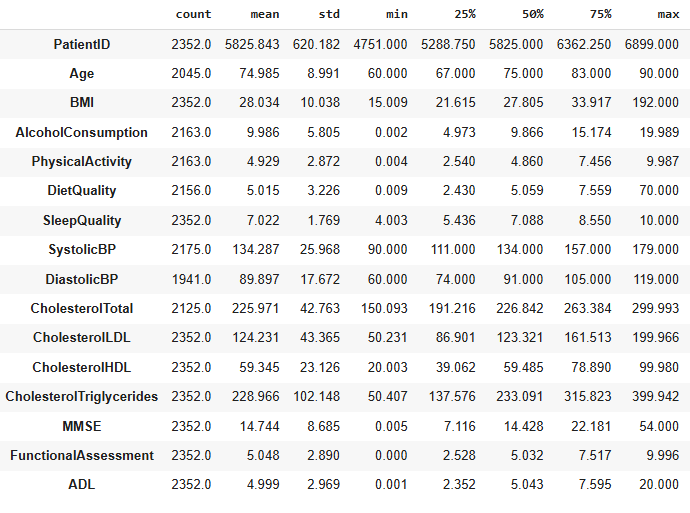 count mean std min 25% 50% 75% max
PatientID 2352.0 5825.843 620.182 4751.000 5288.750 5825.000 6362.250 6899.000
Age 2045.0 74.985 8.991 60.000 67.000 75.000 83.000 90.000
BMI 2352.0 28.034 10.038 15.009 21.615 27.805 33.917 192.000
AlcoholConsumption 2163.0 9.986 5.805 0.002 4.973 9.866 15.174 19.989
PhysicalActivity 2163.0 4.929 2.872 0.004 2.540 4.860 7.456 9.987
DietQuality 2156.0 5.015 3.226 0.009 2.430 5.059 7.559 70.000
SleepQuality 2352.0 7.022 1.769 4.003 5.436 7.088 8.550 10.000
SystolicBP 2175.0 134.287 25.968 90.000 111.000 134.000 157.000 179.000
DiastolicBP 1941.0 89.897 17.672 60.000 74.000 91.000 105.000 119.000
CholesterolTotal 2125.0 225.971 42.763 150.093 191.216 226.842 263.384 299.993
CholesterolLDL 2352.0 124.231 43.365 50.231 86.901 123.321 161.513 199.966
CholesterolHDL 2352.0 59.345 23.126 20.003 39.062 59.485 78.890 99.980
CholesterolTriglycerides 2352.0 228.966 102.148 50.407 137.576 233.091 315.823 399.942
MMSE 2352.0 14.744 8.685 0.005 7.116 14.428 22.181 54.000
FunctionalAssessment 2352.0 5.048 2.890 0.000 2.528 5.032 7.517 9.996
ADL 2352.0 4.999 2.969 0.001 2.352 5.043 7.595 20.000